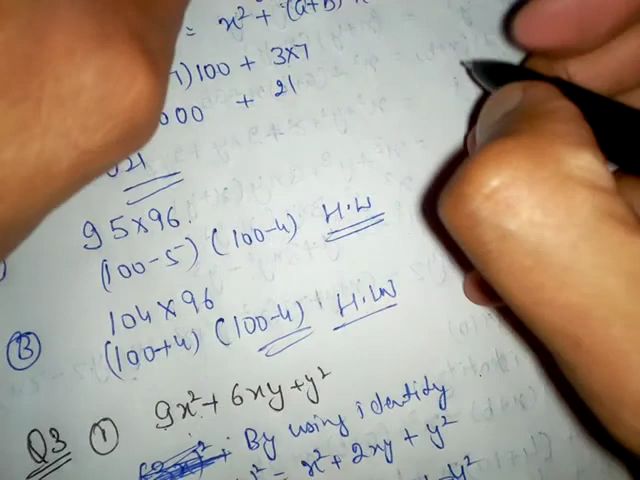 = x² + (a+b) x
)100 + 3×7
000 + 21
021
95×96
(100-5) (100-4) H.W
104×96
(3) (100+4) (100-4) H.W
Q3 (1) 9x² + 6xy + y²
By using identity
² = x² + 2xy + y²
y²